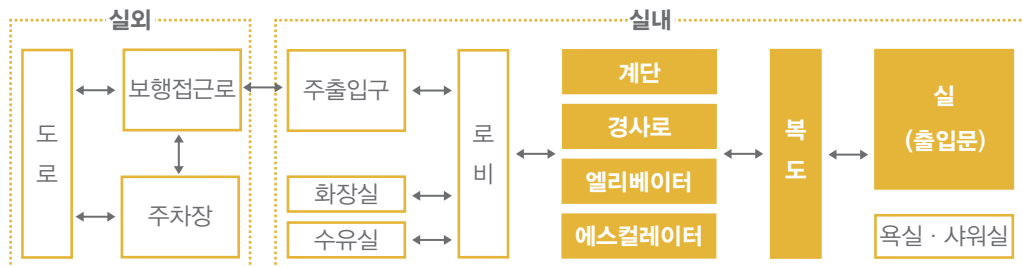 실외
실내
도로
보행접근로
주차장
주출입구
화장실
수유실
로비
계단
경사로
엘리베이터
에스컬레이터
복도
실
(출입문)
욕실 · 샤워실